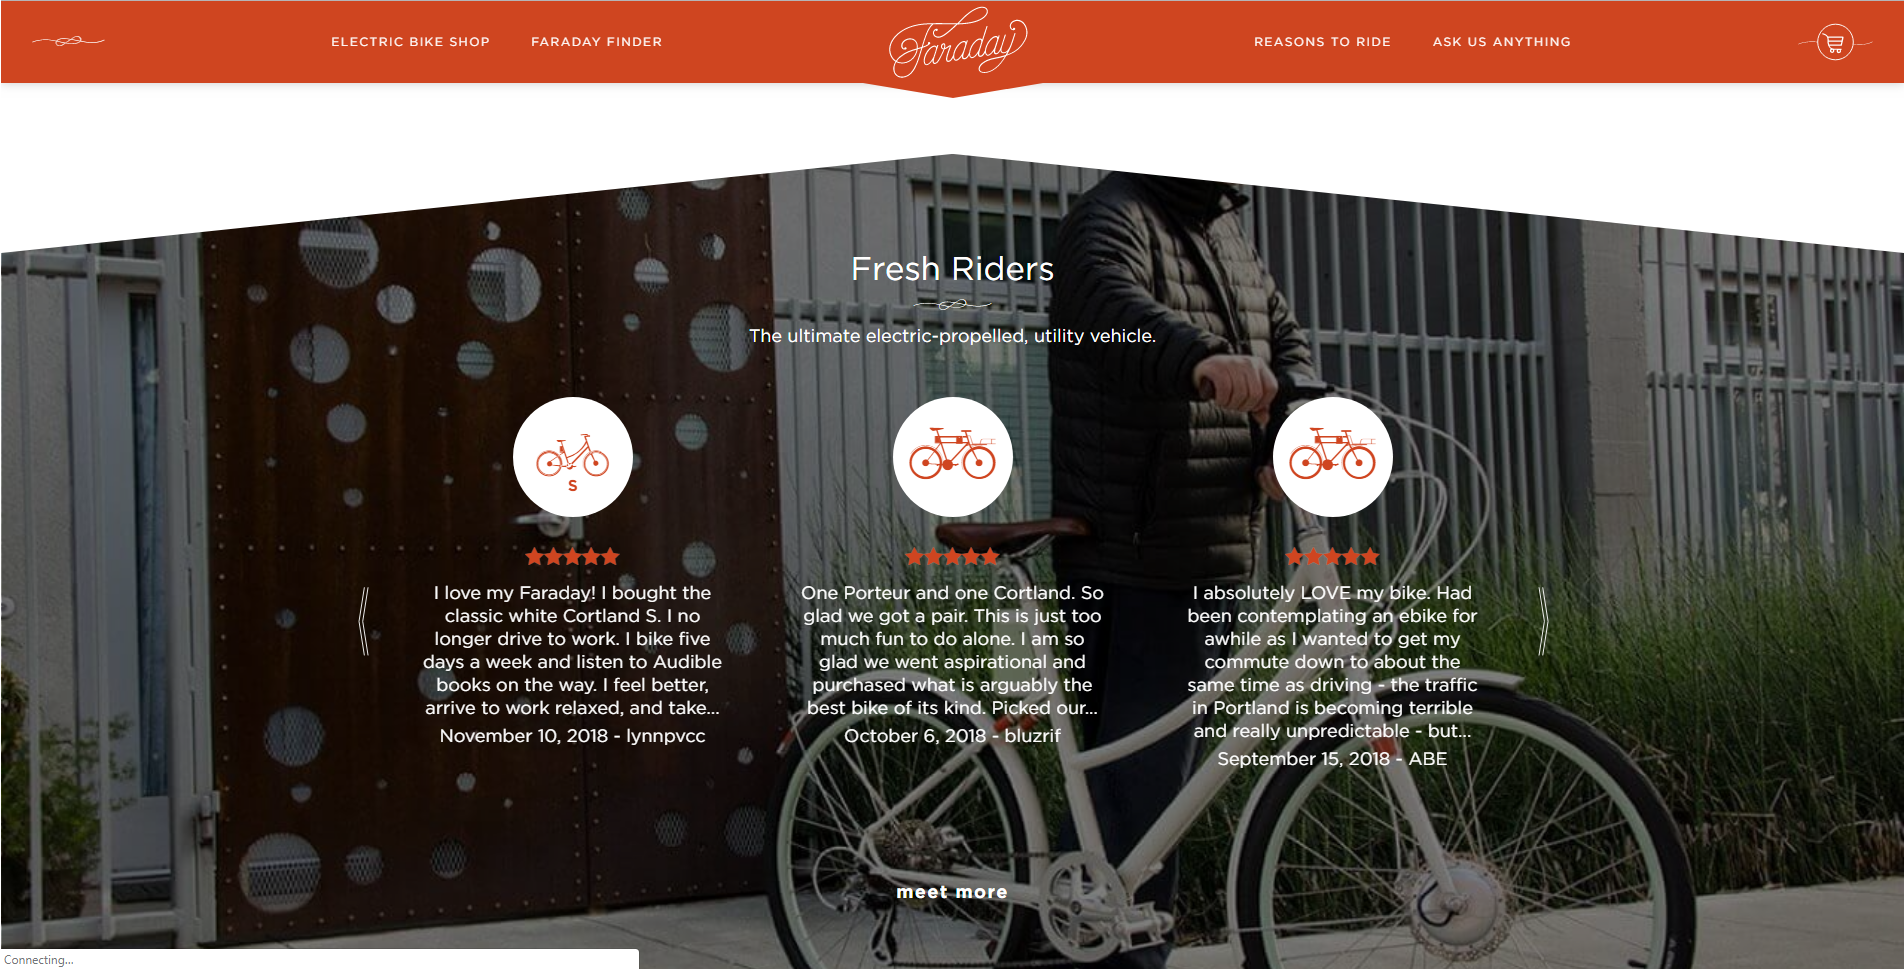 ELECTRIC BIKE SHOP
FARADAY FINDER
Faraday
REASONS TO RIDE
ASK US ANYTHING
Fresh Riders
The ultimate electric-propelled, utility vehicle.
S
I love my Faraday! I bought the
classic white Cortland S. I no
longer drive to work. I bike five
days a week and listen to Audible
books on the way. I feel better,
arrive to work relaxed, and take...
November 10, 2018 - lynnpvcc
One Porteur and one Cortland. So
glad we got a pair. This is just too
much fun to do alone. I am so
glad we went aspirational and
purchased what is arguably the
best bike of its kind. Picked our...
October 6, 2018 - bluzrif
I absolutely LOVE my bike. Had
been contemplating an ebike for
awhile as I wanted to get my
commute down to about the
same time as driving - the traffic
in Portland is becoming terrible
and really unpredictable - but...
September 15, 2018 - ABE
meet more
Connecting...